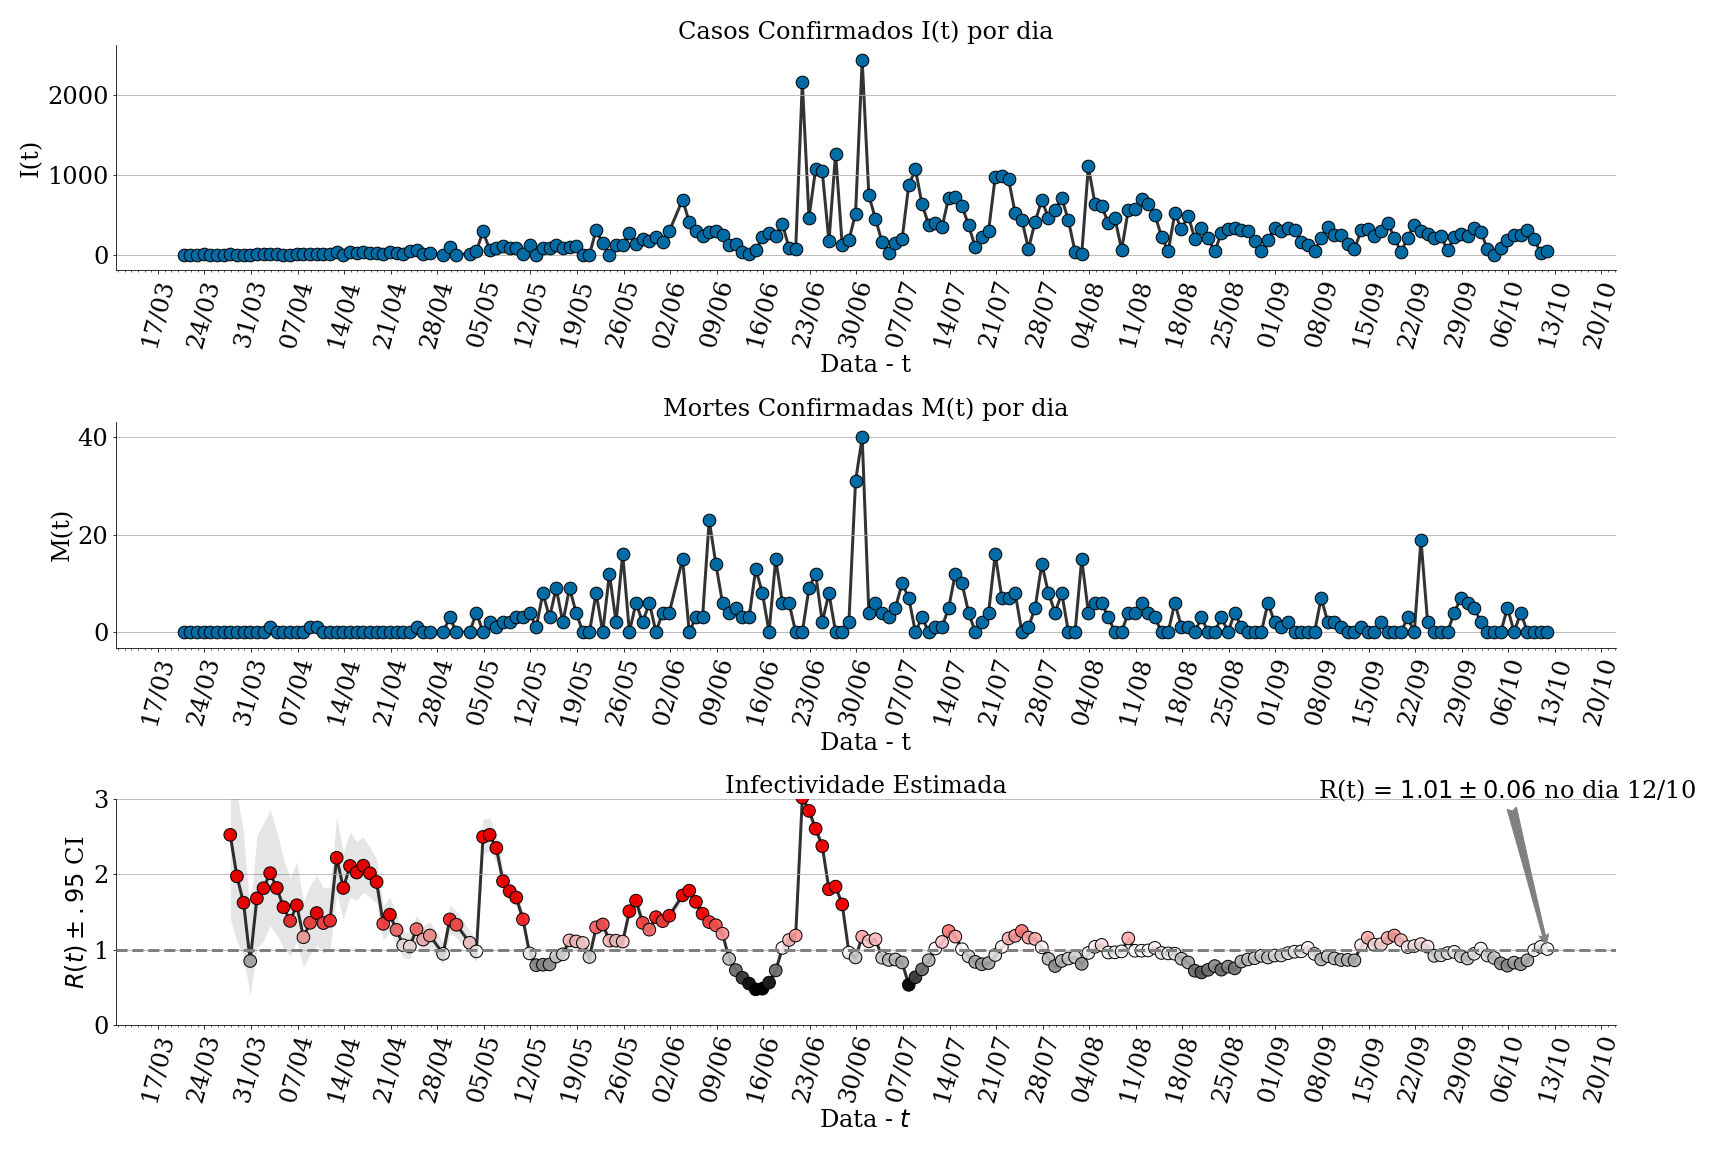 Casos Confirmados I(t) por dia
2000
1000
0
I(t)
17/03 24/03 31/03 07/04 14/04 21/04 28/04 05/05 12/05 19/05 26/05 02/06 09/06 16/06 23/06 30/06 07/07 14/07 21/07 28/07 04/08 11/08 18/08 25/08 01/09 08/09 15/09 22/09 29/09 06/10 13/10 20/10
Data - t
Mortes Confirmadas M(t) por dia
40
20
0
M(t)
17/03 24/03 31/03 07/04 14/04 21/04 28/04 05/05 12/05 19/05 26/05 02/06 09/06 16/06 23/06 30/06 07/07 14/07 21/07 28/07 04/08 11/08 18/08 25/08 01/09 08/09 15/09 22/09 29/09 06/10 13/10 20/10
Data - t
Infectividade Estimada
R(t) = 1.01 ± 0.06 no dia 12/10
3
2
1
0
R(t) ± .95 CI
17/03 24/03 31/03 07/04 14/04 21/04 28/04 05/05 12/05 19/05 26/05 02/06 09/06 16/06 23/06 30/06 07/07 14/07 21/07 28/07 04/08 11/08 18/08 25/08 01/09 08/09 15/09 22/09 29/09 06/10 13/10 20/10
Data - t